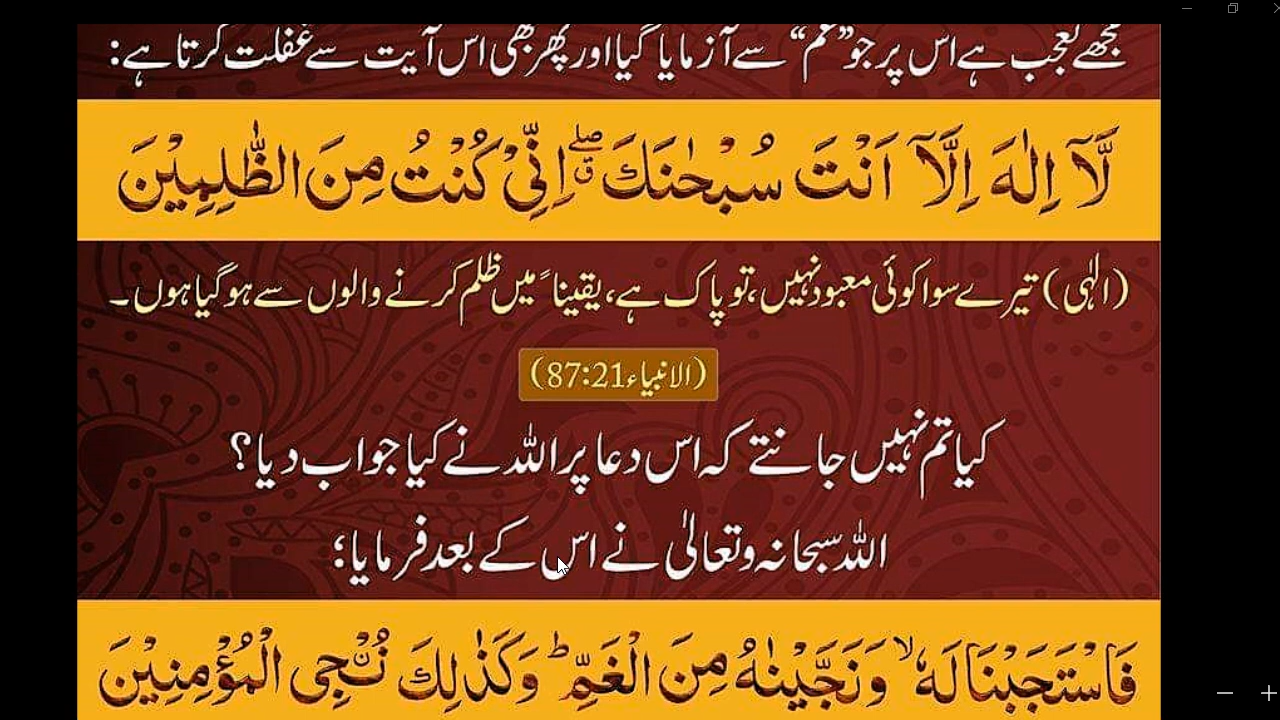 مجھے تعجب ہے اس پر جو ”غم“ سے آزمایا گیا اور پھر بھی اس آیت سے غفلت کرتا ہے:
لَّآ اِلٰهَ اِلَّآ اَنْتَ سُبْحٰنَكَ ۖق اِنِّيْ كُنْتُ مِنَ الظّٰلِمِيْنَ
(الٰہی) تیرے سوا کوئی معبود نہیں، تو پاک ہے، یقیناً میں ظلم کرنے والوں سے ہو گیا ہوں۔
(الانبیاء 87:21)
کیا تم نہیں جانتے کہ اس دعا پر اللہ نے کیا جواب دیا؟
اللہ سبحانہ وتعالیٰ نے اس کے بعد فرمایا؛
فَاسْتَجَبْنَا لَهٗ ۙ وَنَجَّيْنٰهُ مِنَ الْغَمِّ ؕ وَكَذٰلِكَ نُـنْجِي الْمُؤْمِنِيْنَ